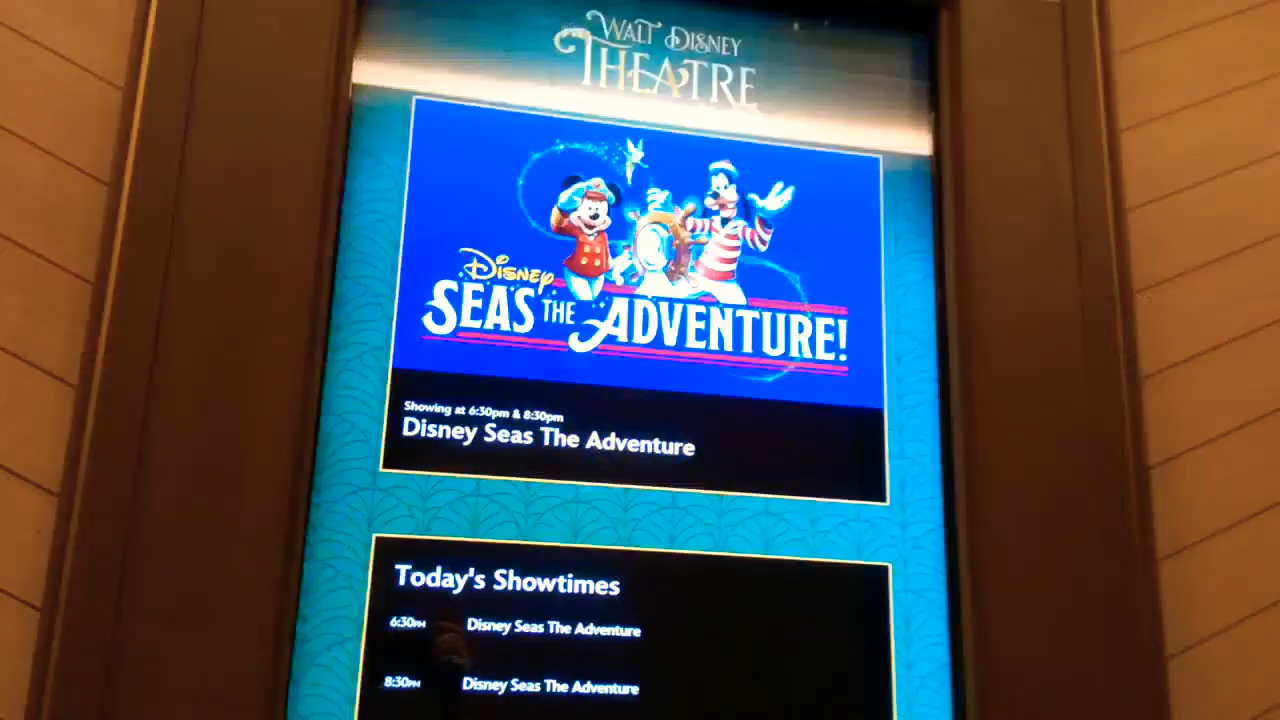 WALT DISNEY
THEATRE
DISNEY
SEAS THE ADVENTURE!
Showing at 6:30pm & 8:30pm
Disney Seas The Adventure
Today's Showtimes
6:30PM Disney Seas The Adventure
8:30PM Disney Seas The Adventure